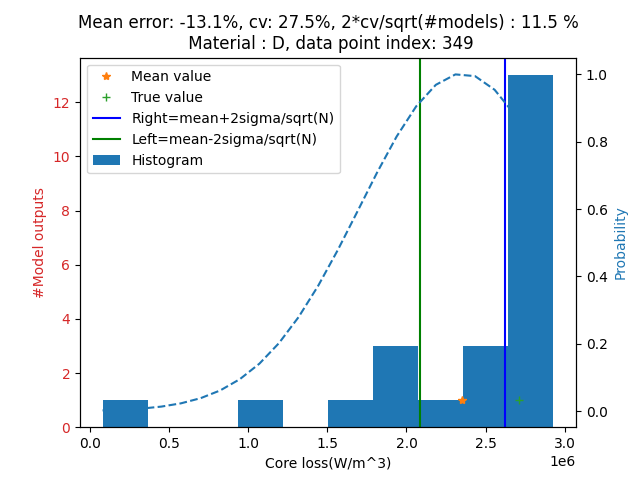 Mean error: -13.1%, cv: 27.5%, 2*cv/sqrt(#models) : 11.5 %
Material : D, data point index: 349
Mean value
True value
Right=mean+2sigma/sqrt(N)
Left=mean-2sigma/sqrt(N)
Histogram
#Model outputs
12
10
8
6
4
2
0
1.0
0.8
0.6
0.4
0.2
0.0
Probability
0.0 0.5 1.0 1.5 2.0 2.5 3.0
1e6
Core loss(W/m^3)